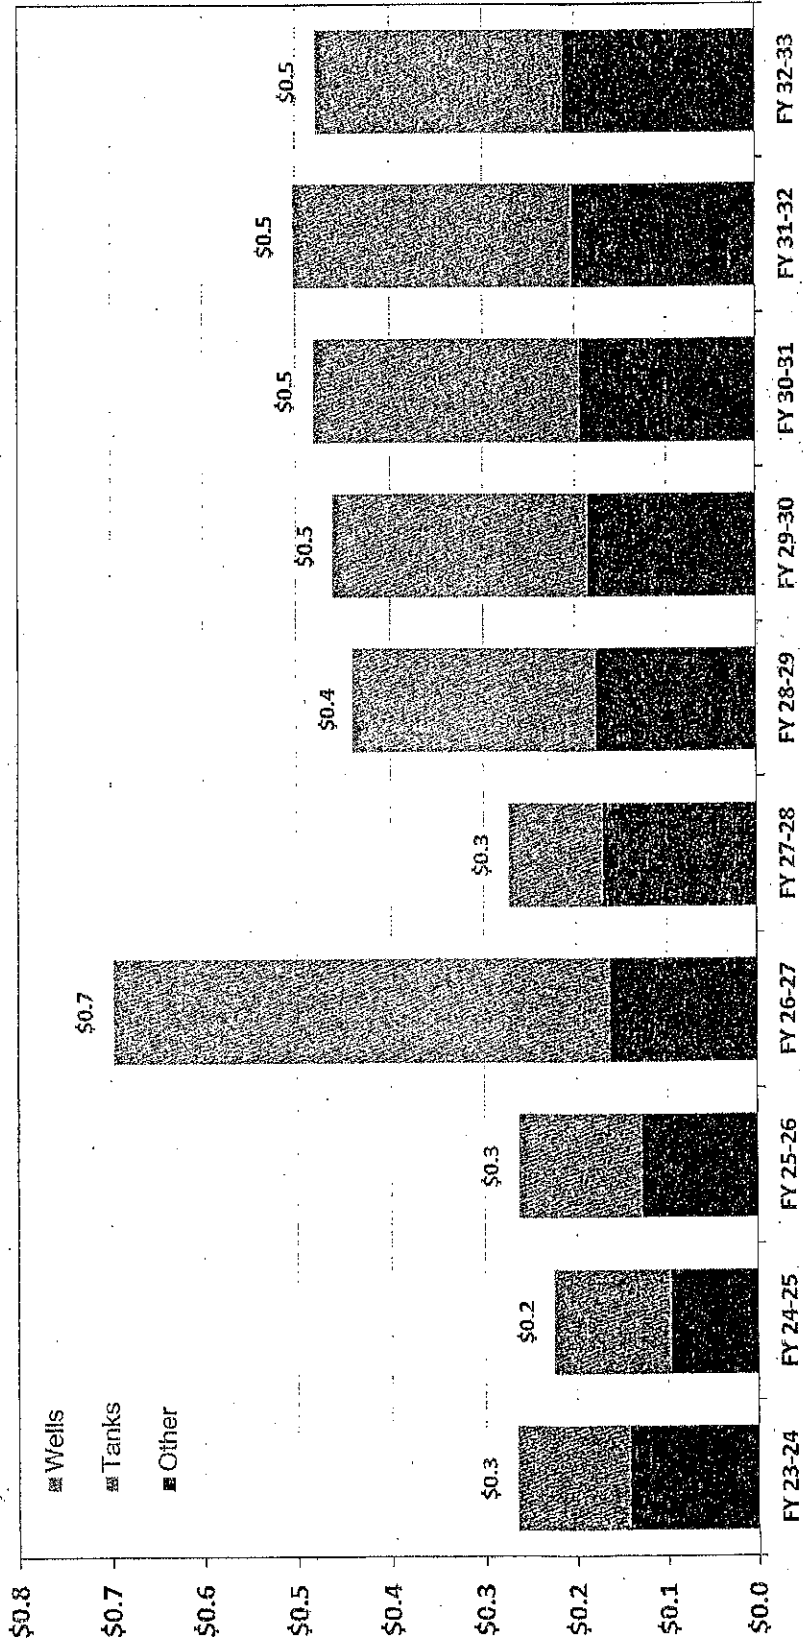 $0.8
$0.7
$0.6
$0.5
$0.4
$0.3
$0.2
$0.1
$0.0
Wells
Tanks
Other
$0.3
$0.2
$0.3
$0.7
$0.3
$0.4
$0.5
$0.5
$0.5
$0.5
FY 23-24
FY 24-25
FY 25-26
FY 26-27
FY 27-28
FY 28-29
FY 29-30
FY 30-31
FY 31-32
FY 32-33